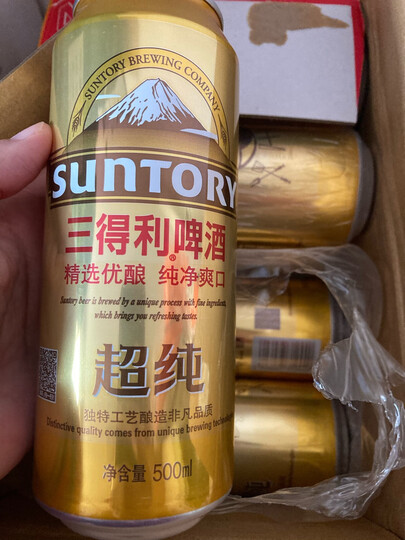 SUNTORY BREWING COMPANY
SUNTORY
三得利啤酒
®
精选优酿 纯净爽口
Suntory beer is brewed by a unique process with fine ingredients,
which brings you refreshing tastes.
超纯
独特工艺酿造非凡品质
Distinctive quality comes from unique brewing
净含量 500ml